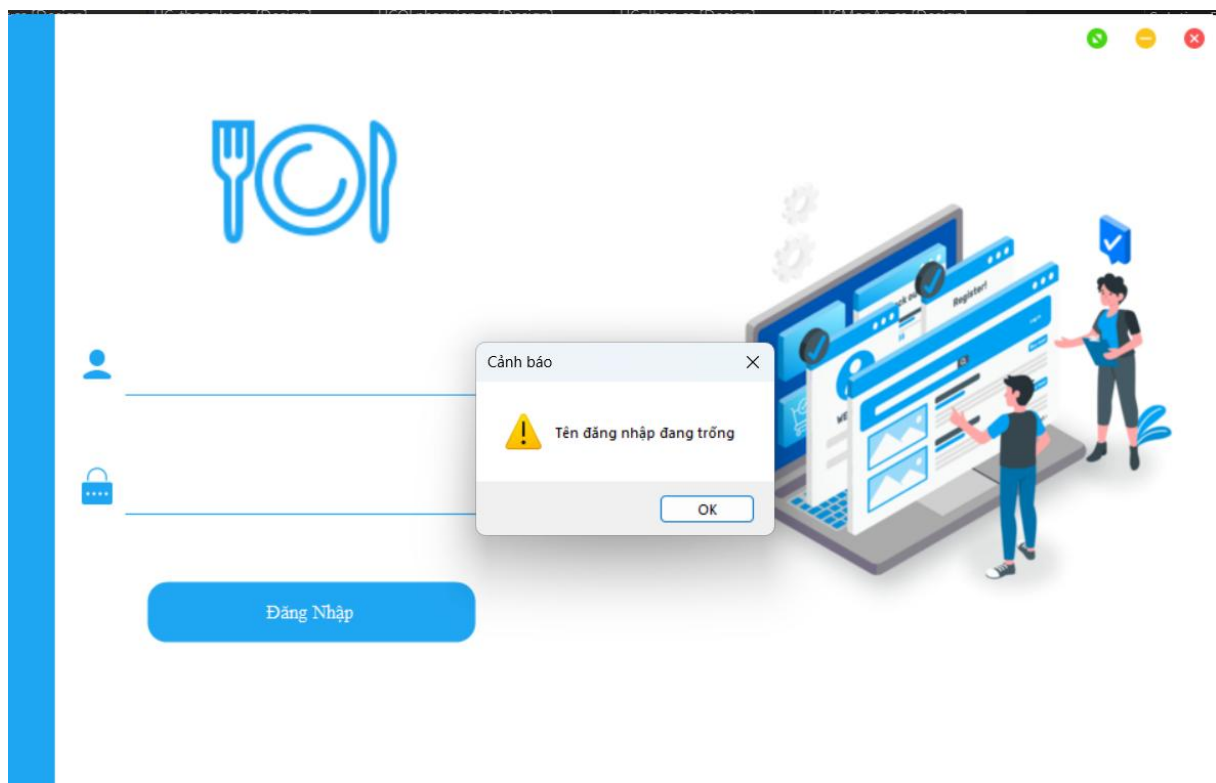 Register!
Cảnh báo
Tên đăng nhập đang trống
OK
Đăng Nhập